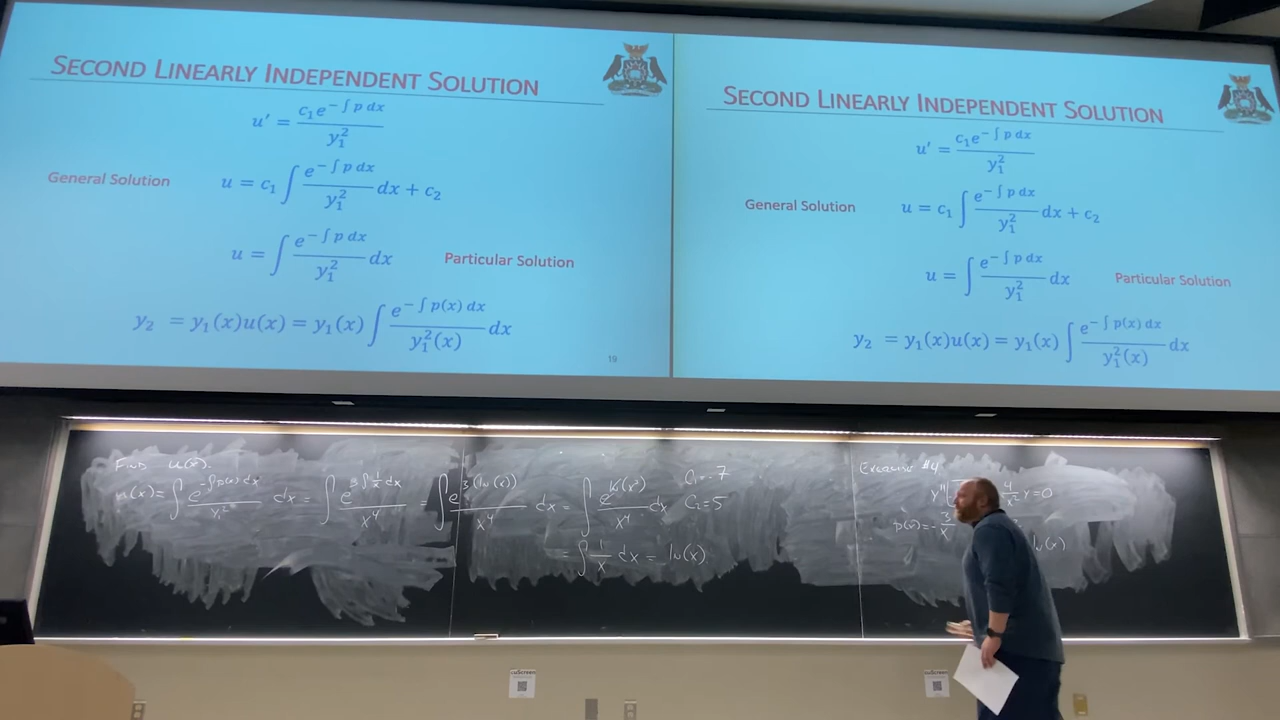 SECOND LINEARLY INDEPENDENT SOLUTION
u' = c₁e^(−∫ p dx) / y₁²
General Solution u = c₁ ∫ e^(−∫ p dx) / y₁² dx + c₂
u = ∫ e^(−∫ p dx) / y₁² dx Particular Solution
y₂ = y₁(x)u(x) = y₁(x) ∫ e^(−∫ p(x) dx) / y₁²(x) dx
19
SECOND LINEARLY INDEPENDENT SOLUTION
u' = c₁e^(−∫ p dx) / y₁²
General Solution u = c₁ ∫ e^(−∫ p dx) / y₁² dx + c₂
u = ∫ e^(−∫ p dx) / y₁² dx Particular Solution
y₂ = y₁(x)u(x) = y₁(x) ∫ e^(−∫ p(x) dx) / y₁²(x) dx
Find u(x).
u(x) = ∫ e^(−∫p(x) dx) / y₁² dx = ∫ e^(3∫ 1/x dx) / x⁴ = ∫ e^(3(ln(x))) / x⁴ dx = ∫ e^(ln(x³)) / x⁴ dx
= ∫ 1/x dx = ln(x)
C₁ = -7
C₂ = 5
Exercise #4
y'' 4/x² y = 0
p(x) = - 3/x
ln(x)